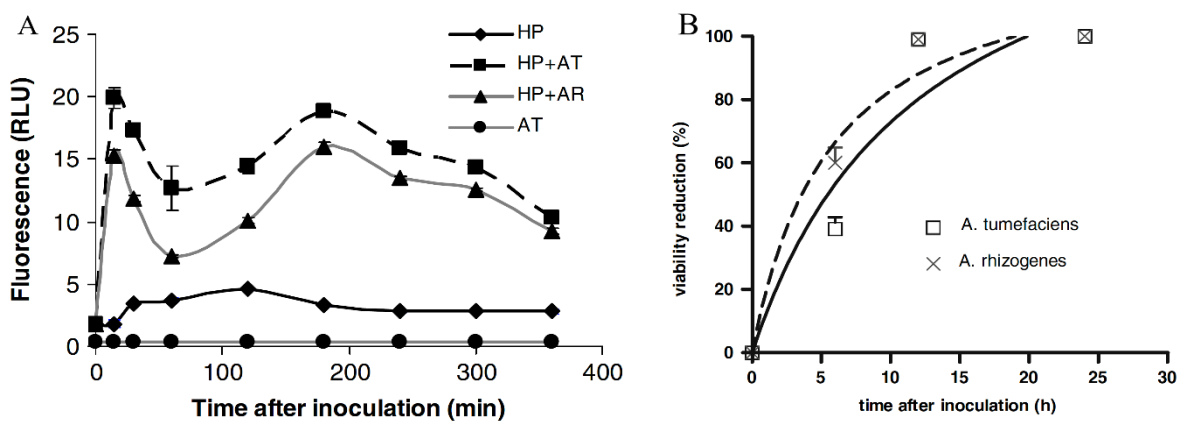 A
HP
HP+AT
HP+AR
AT
25
20
15
10
5
0
Fluorescence (RLU)
0 100 200 300 400
Time after inoculation (min)
B
100
80
60
40
20
0
viability reduction (%)
A. tumefaciens
A. rhizogenes
0 5 10 15 20 25 30
time after inoculation (h)